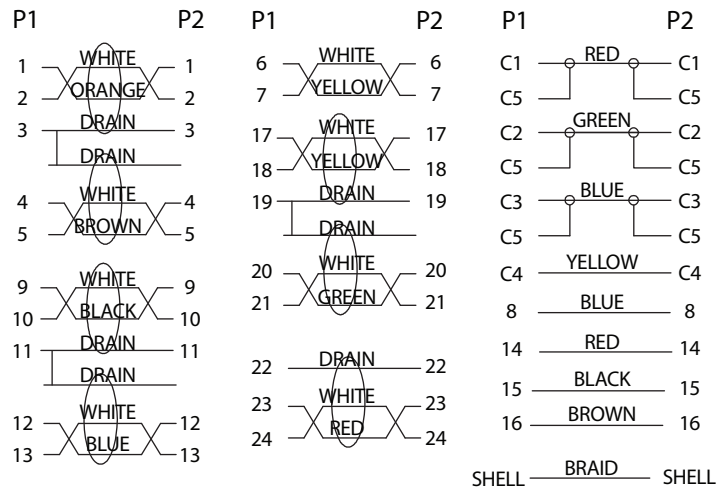 P1 P2
1 WHITE 1
2 ORANGE 2
3 DRAIN 3
DRAIN
4 WHITE 4
5 BROWN 5
9 WHITE 9
10 BLACK 10
11 DRAIN 11
DRAIN
12 WHITE 12
13 BLUE 13
P1 P2
6 WHITE 6
7 YELLOW 7
17 WHITE 17
18 YELLOW 18
19 DRAIN 19
DRAIN
20 WHITE 20
21 GREEN 21
22 DRAIN 22
23 WHITE 23
24 RED 24
P1 P2
C1 RED C1
C5 C5
C2 GREEN C2
C5 C5
C3 BLUE C3
C5 C5
C4 YELLOW C4
8 BLUE 8
14 RED 14
15 BLACK 15
16 BROWN 16
SHELL BRAID SHELL